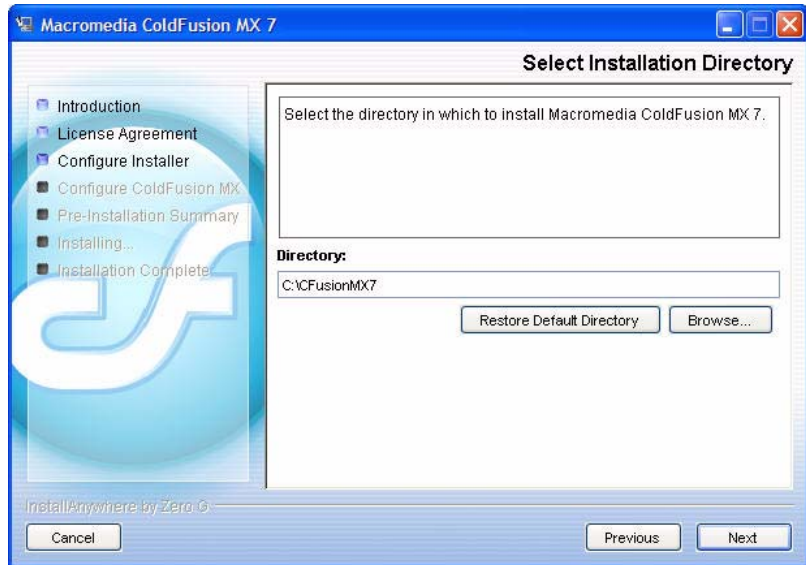 Macromedia ColdFusion MX 7
Select Installation Directory
Introduction
License Agreement
Configure Installer
Configure ColdFusion MX
Pre-Installation Summary
Installing...
Installation Complete
Select the directory in which to install Macromedia ColdFusion MX 7.
Directory:
C:\CFusionMX7
Restore Default Directory
Browse...
InstallAnywhere by Zero G
Cancel
Previous
Next